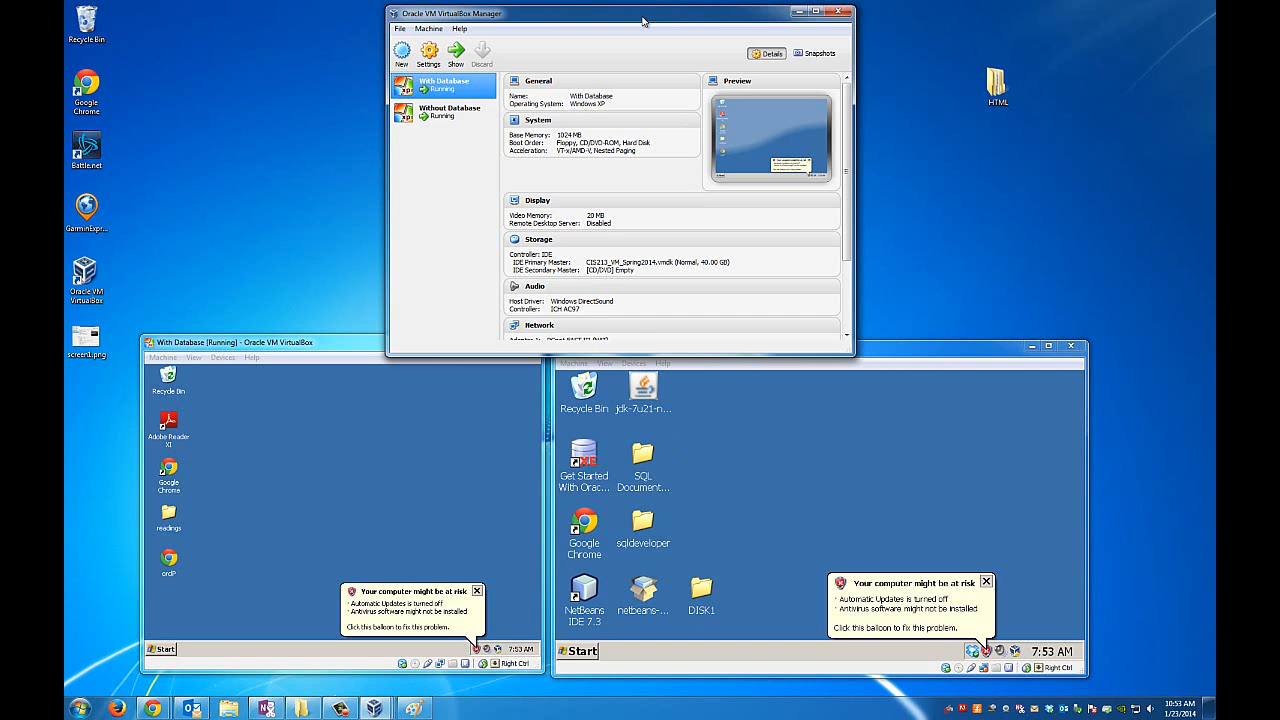 Recycle Bin
Google
Chrome
Battle.net
GarminExpr...
Oracle VM
VirtualBox
screen1.png
HTML
Oracle VM VirtualBox Manager
File Machine Help
New Settings Show Discard
Details Snapshots
With Database
Running
Without Database
Running
General
Name: With Database
Operating System: Windows XP
System
Base Memory: 1024 MB
Boot Order: Floppy, CD/DVD-ROM, Hard Disk
Acceleration: VT-x/AMD-V, Nested Paging
Preview
Display
Video Memory: 20 MB
Remote Desktop Server: Disabled
Storage
Controller: IDE
IDE Primary Master: CIS213_VM_Spring2014.vmdk (Normal, 40.00 GB)
IDE Secondary Master: [CD/DVD] Empty
Audio
Host Driver: Windows DirectSound
Controller: ICH AC97
Network
With Database [Running] - Oracle VM VirtualBox
Machine View Devices Help
Recycle Bin
Adobe Reader
XI
Google
Chrome
readings
ordP
Your computer might be at risk
· Automatic Updates is turned off
· Antivirus software might not be installed
Click this balloon to fix this problem.
Start
7:53 AM
Right Ctrl
Machine View Devices Help
Recycle Bin
jdk-7u21-n...
Get Started
With Orac...
SQL
Document...
Google
Chrome
sqldeveloper
NetBeans
IDE 7.3
netbeans-...
DISK1
Your computer might be at risk
· Automatic Updates is turned off
· Antivirus software might not be installed
Click this balloon to fix this problem.
Start
7:53 AM
Right Ctrl
10:53 AM
1/23/2014